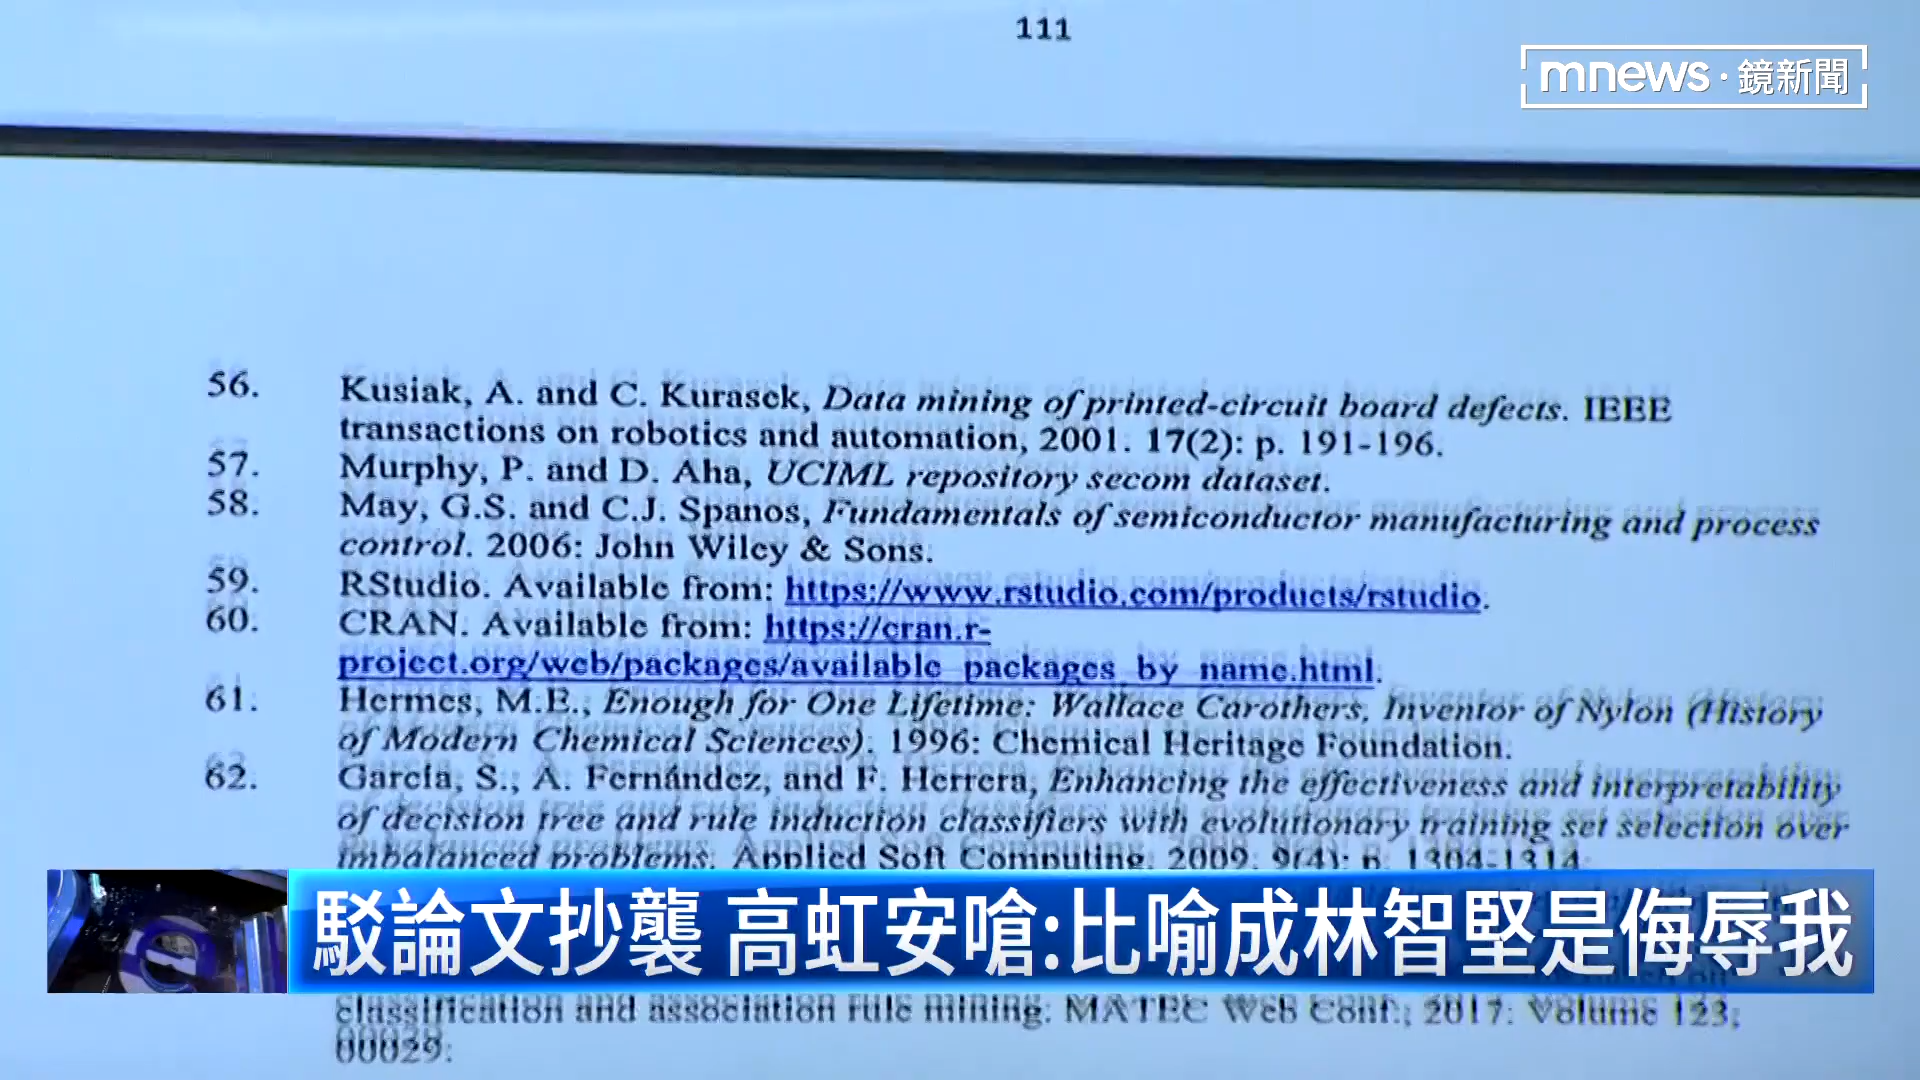 111
mnews·鏡新聞
56. Kusiak, A. and C. Kurasek, Data mining of printed-circuit board defects. IEEE
transactions on robotics and automation, 2001. 17(2): p. 191-196.
57. Murphy, P. and D. Aha, UCIML repository secom dataset.
58. May, G.S. and C.J. Spanos, Fundamentals of semiconductor manufacturing and process
control. 2006: John Wiley & Sons.
59. RStudio. Available from: https://www.rstudio.com/products/rstudio.
60. CRAN. Available from: https://cran.r-
project.org/web/packages/available_packages_by_name.html.
61. Hermes, M.E., Enough for One Lifetime: Wallace Carothers, Inventor of Nylon (History
of Modern Chemical Sciences). 1996: Chemical Heritage Foundation.
62. García, S., A. Fernández, and F. Herrera, Enhancing the effectiveness and interpretability
of decision tree and rule induction classifiers with evolutionary training set selection over
imbalanced problems. Applied Soft Computing, 2009. 9(4): p. 1304-1314.
駁論文抄襲 高虹安嗆:比喻成林智堅是侮辱我
classification and association rule mining. MATEC Web Conf., 2017. Volume 123,
00029.